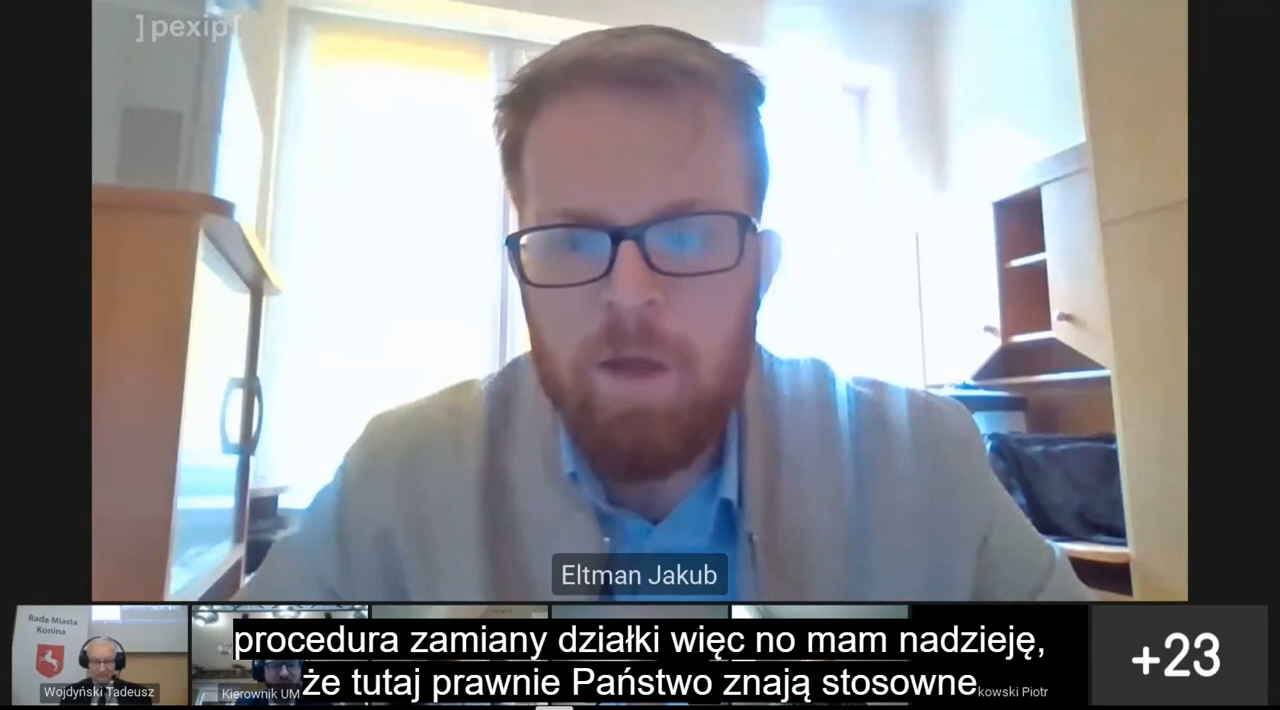 ]pexip[
Eltman Jakub
Rada Miasta
Konina
Wojdyński Tadeusz
Kierownik UM
kowski Piotr
+23
procedura zamiany działki więc no mam nadzieję,
że tutaj prawnie Państwo znają stosowne